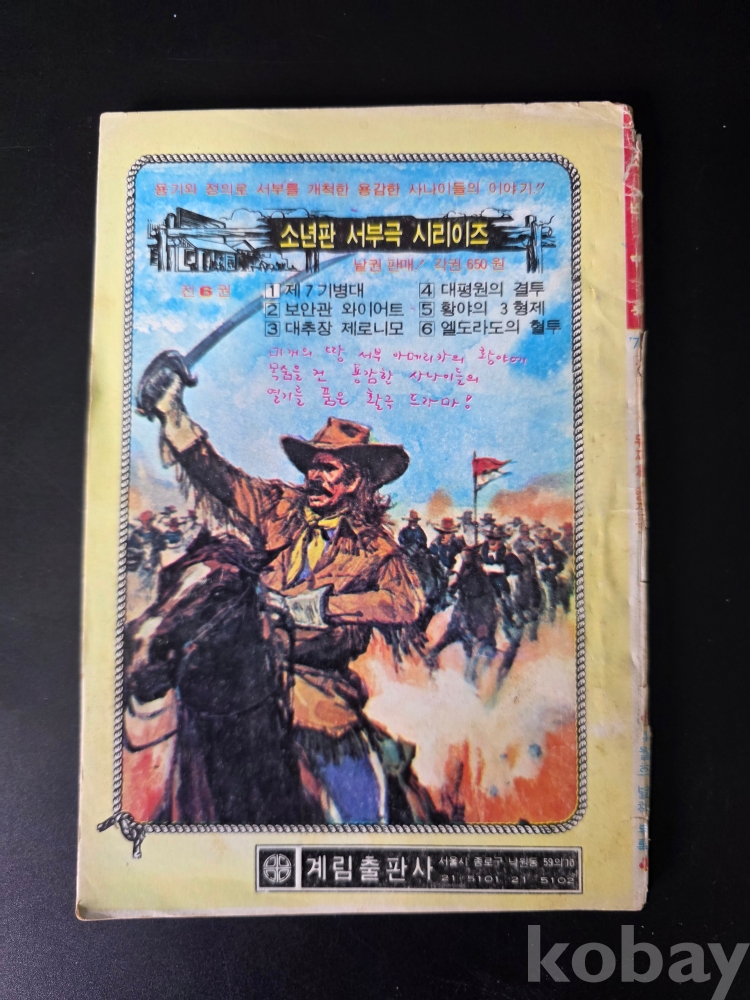 용기와 정의로 서부를 개척한 용감한 사나이들의 이야기!!
소년판 서부극 시리이즈
낱권 판매! 각권 650원
전 6 권
1 제 7 기병대
2 보안관 와이어트
3 대추장 제로니모
4 대평원의 결투
5 황야의 3 형제
6 엘도라도의 혈투
미개의 땅 서부 아메리카의 황야에
목숨을 건 용감한 사나이들의
열기를 품은 활극 드라마!
계림출판사
서울시 종로구 낙원동 59의10
21-5101 21-5102
kobay